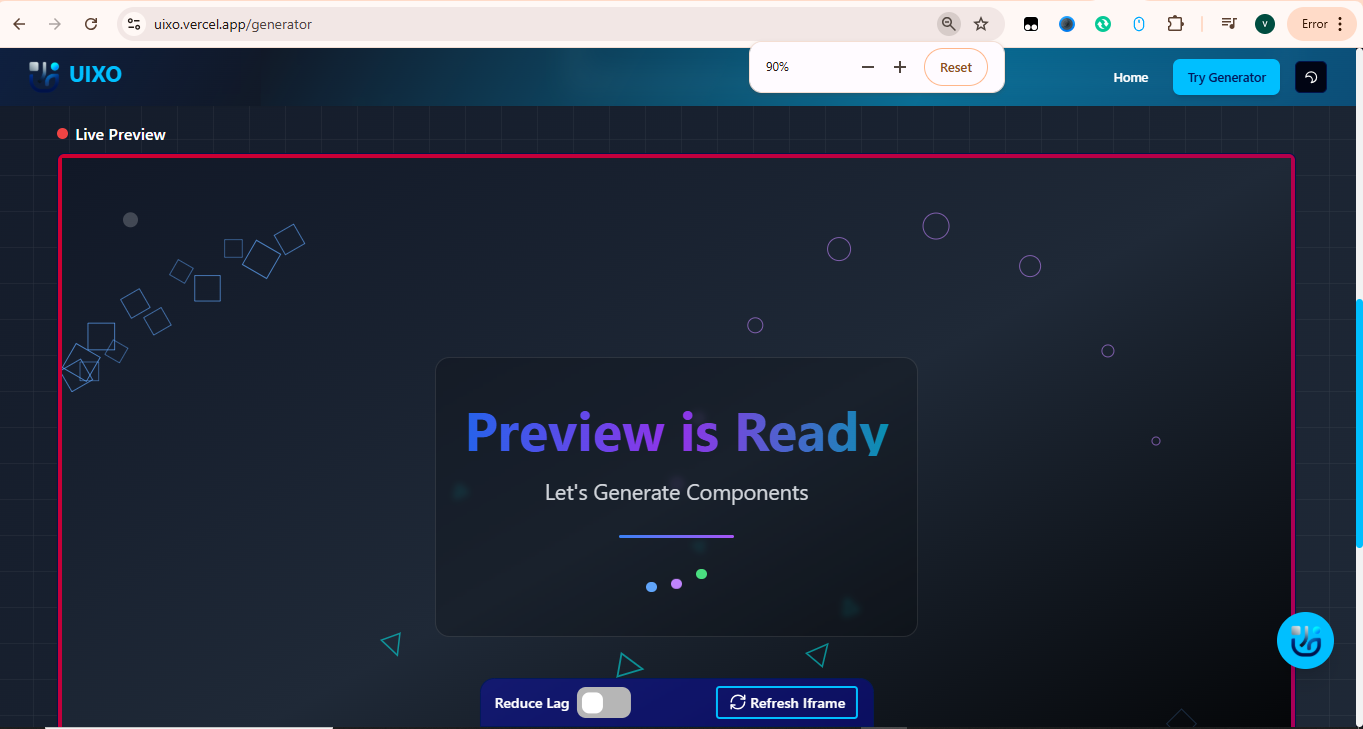 uixo.vercel.app/generator
V
Error
90%
Reset
UIXO
Home
Try Generator
Live Preview
Preview is Ready
Let's Generate Components
Reduce Lag
Refresh Iframe